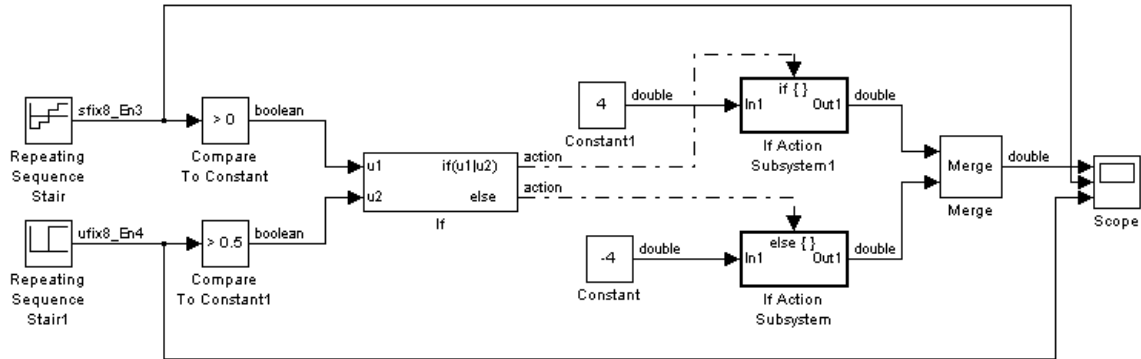 sfix8_En3
> 0
boolean
Repeating
Sequence
Stair
Compare
To Constant
ufix8_En4
> 0.5
boolean
Repeating
Sequence
Stair1
Compare
To Constant1
u1
if(u1|u2)
u2
else
If
action
action
4
double
Constant1
if { }
In1
Out1
double
If Action
Subsystem1
-4
double
Constant
else { }
In1
Out1
double
If Action
Subsystem
Merge
double
Merge
Scope